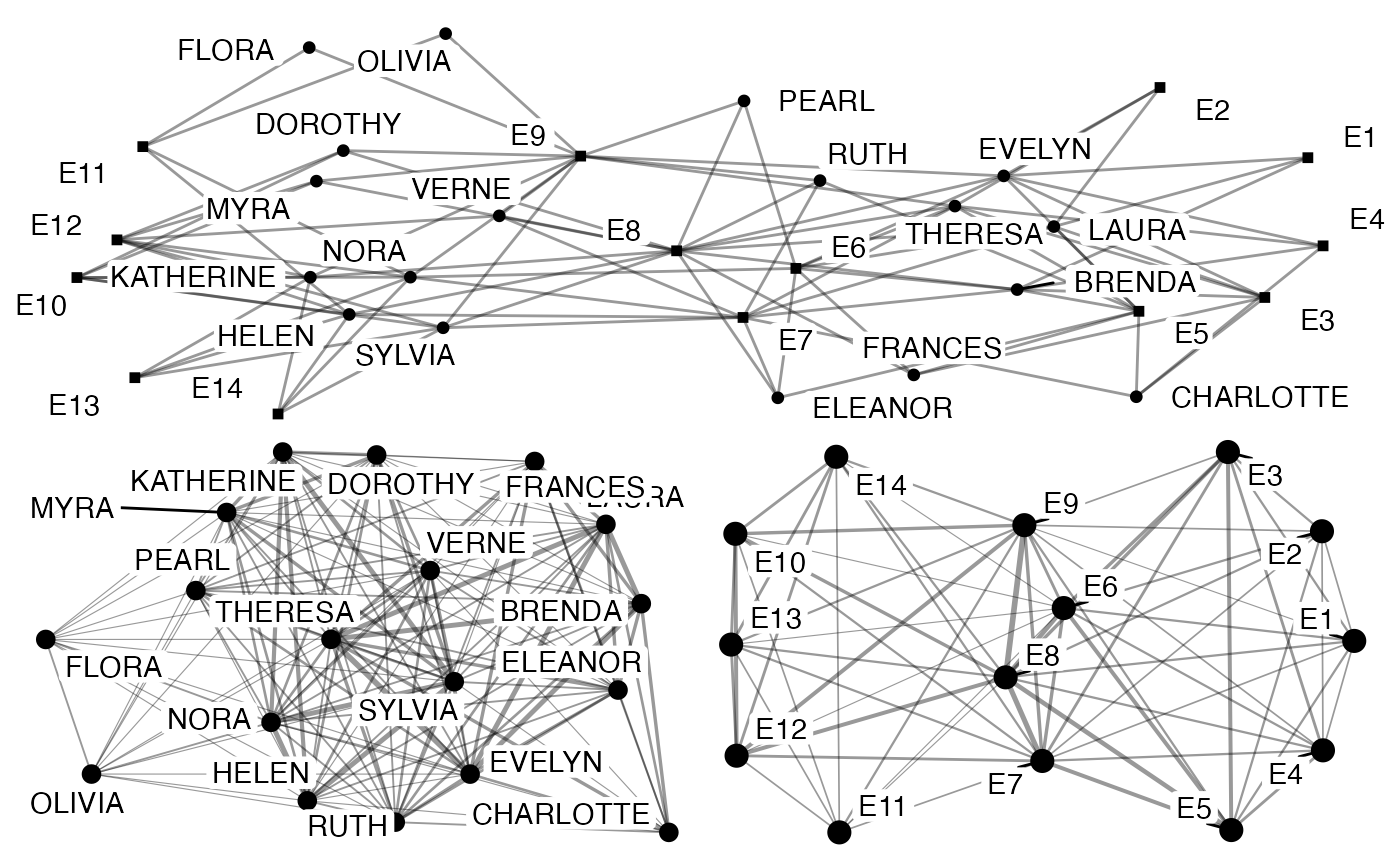 FLORA
OLIVIA
PEARL
E2
DOROTHY
E9
E1
RUTH
EVELYN
E11
VERNE
MYRA
E12
E8
E4
THERESA
LAURA
E6
NORA
KATHERINE
BRENDA
E10
E3
HELEN
E7
E5
SYLVIA
FRANCES
E14
E13
ELEANOR
CHARLOTTE
KATHERINE
DOROTHY
FRANCES
MYRA
VERNE
PEARL
THERESA
BRENDA
ELEANOR
FLORA
SYLVIA
NORA
EVELYN
HELEN
OLIVIA
CHARLOTTE
RUTH
E3
E14
E9
E2
E10
E6
E13
E1
E8
E12
E4
E7
E11
E5